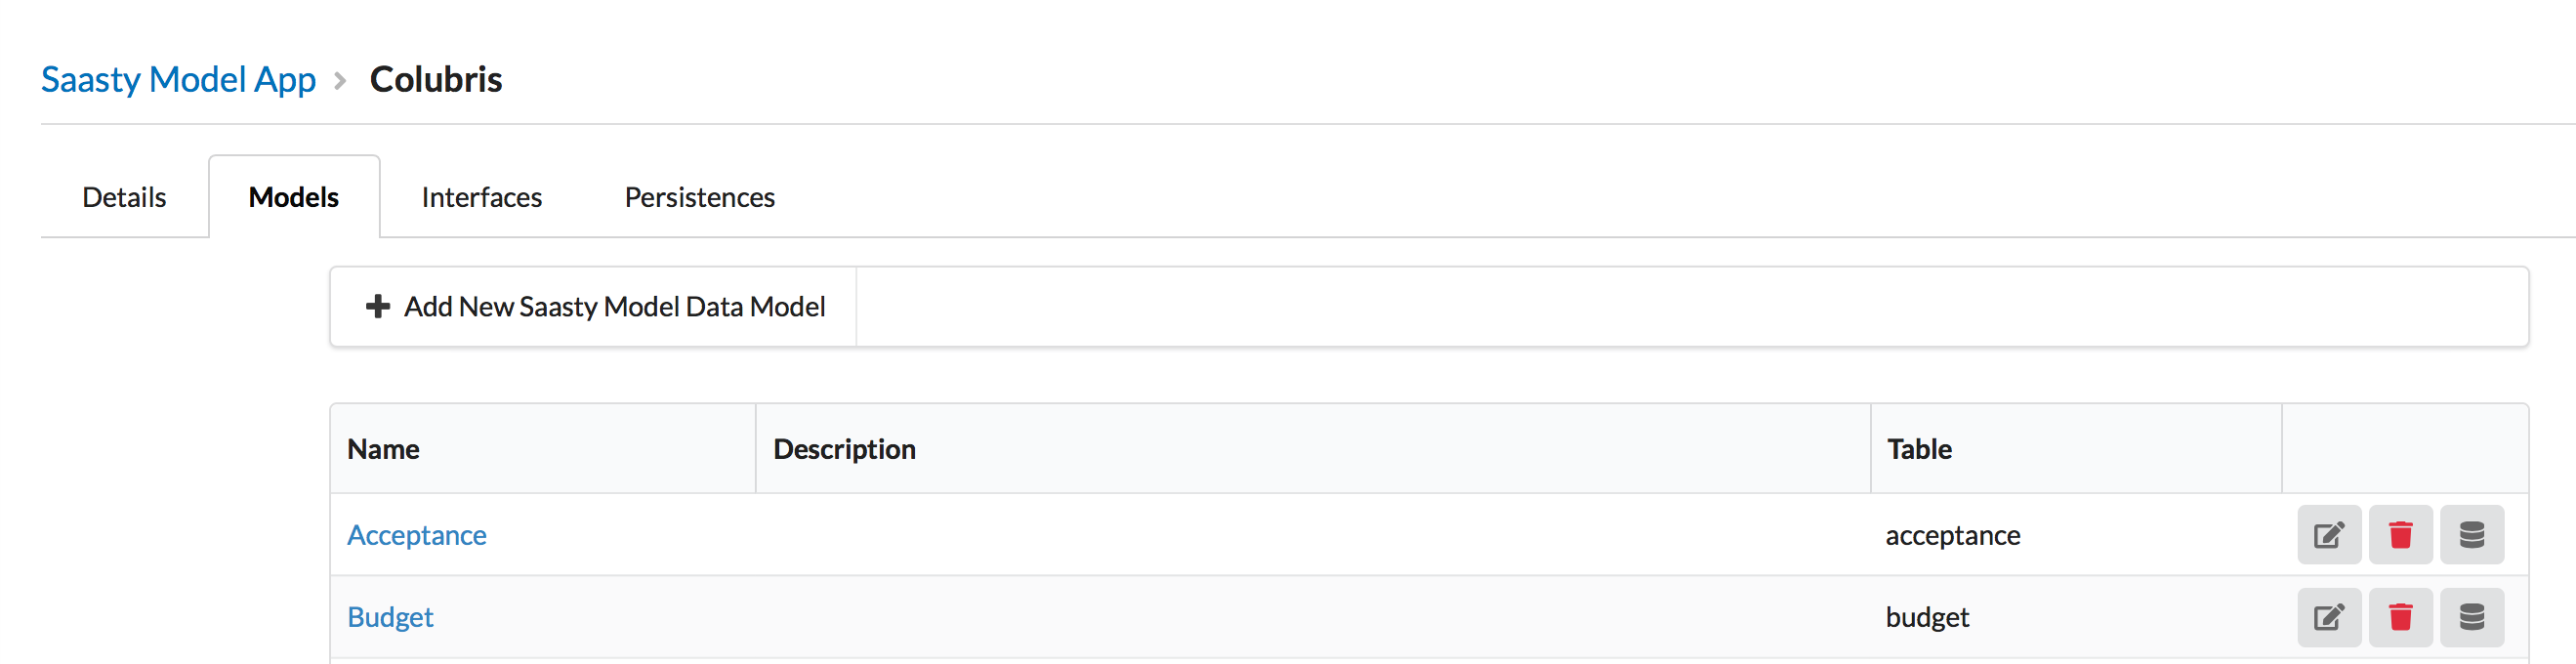 Saasty Model App > Colubris
Details Models Interfaces Persistences
Add New Saasty Model Data Model
Name Description Table
Acceptance acceptance
Budget budget